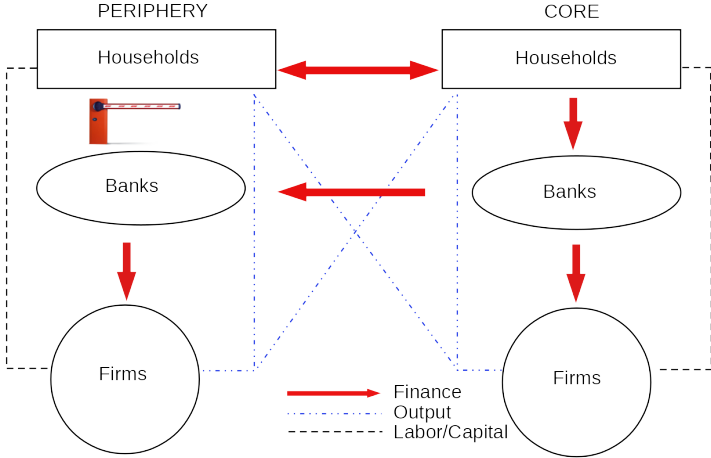 PERIPHERY
CORE
Households
Households
Banks
Banks
Firms
Firms
Finance
Output
Labor/Capital